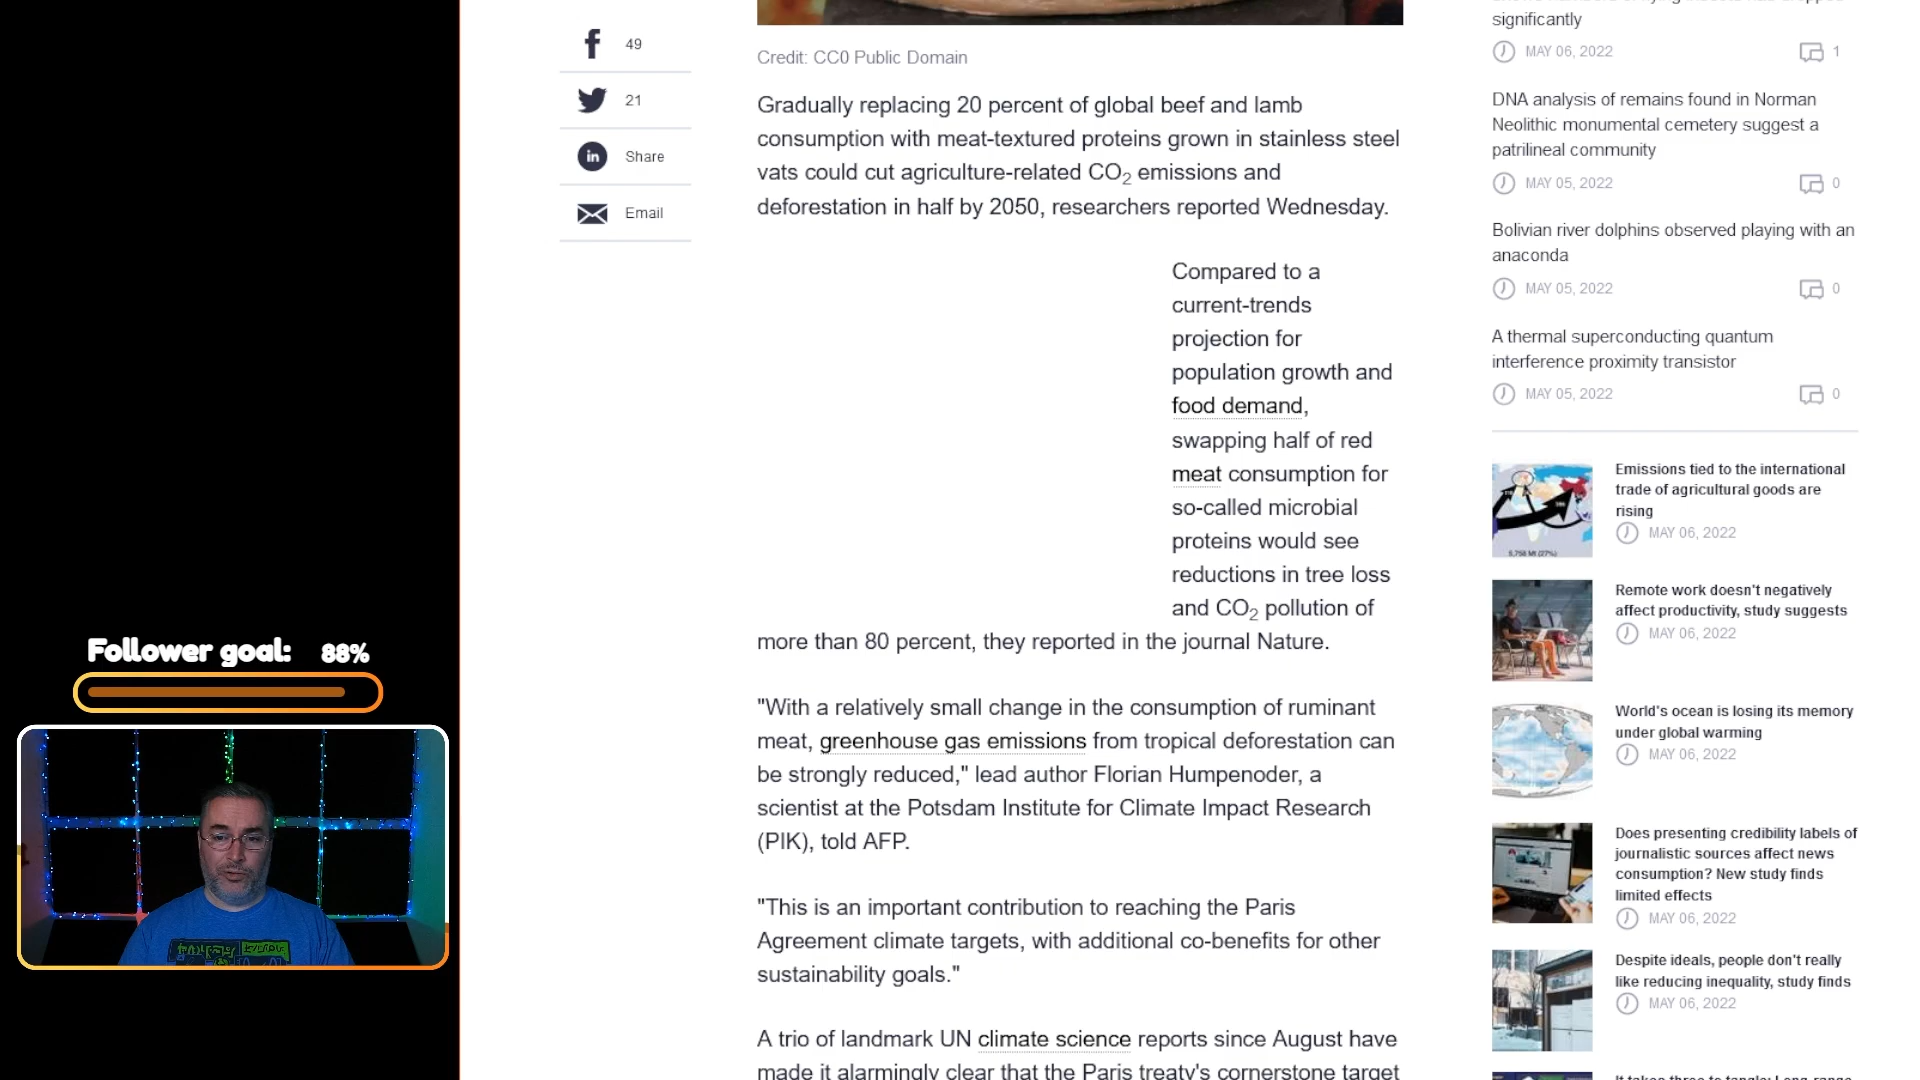 49
21
in Share
Email
Credit: CC0 Public Domain
Gradually replacing 20 percent of global beef and lamb
consumption with meat-textured proteins grown in stainless steel
vats could cut agriculture-related CO2 emissions and
deforestation in half by 2050, researchers reported Wednesday.
Compared to a
current-trends
projection for
population growth and
food demand,
swapping half of red
meat consumption for
so-called microbial
proteins would see
reductions in tree loss
and CO2 pollution of
more than 80 percent, they reported in the journal Nature.
"With a relatively small change in the consumption of ruminant
meat, greenhouse gas emissions from tropical deforestation can
be strongly reduced," lead author Florian Humpenoder, a
scientist at the Potsdam Institute for Climate Impact Research
(PIK), told AFP.
"This is an important contribution to reaching the Paris
Agreement climate targets, with additional co-benefits for other
sustainability goals."
A trio of landmark UN climate science reports since August have
made it alarmingly clear that the Paris treaty's cornerstone target
significantly
MAY 06, 2022 1
DNA analysis of remains found in Norman
Neolithic monumental cemetery suggest a
patrilineal community
MAY 05, 2022 0
Bolivian river dolphins observed playing with an
anaconda
MAY 05, 2022 0
A thermal superconducting quantum
interference proximity transistor
MAY 05, 2022 0
Emissions tied to the international
trade of agricultural goods are
rising
MAY 06, 2022
Remote work doesn't negatively
affect productivity, study suggests
MAY 06, 2022
World's ocean is losing its memory
under global warming
MAY 06, 2022
Does presenting credibility labels of
journalistic sources affect news
consumption? New study finds
limited effects
MAY 06, 2022
Despite ideals, people don't really
like reducing inequality, study finds
MAY 06, 2022
Follower goal: 88%